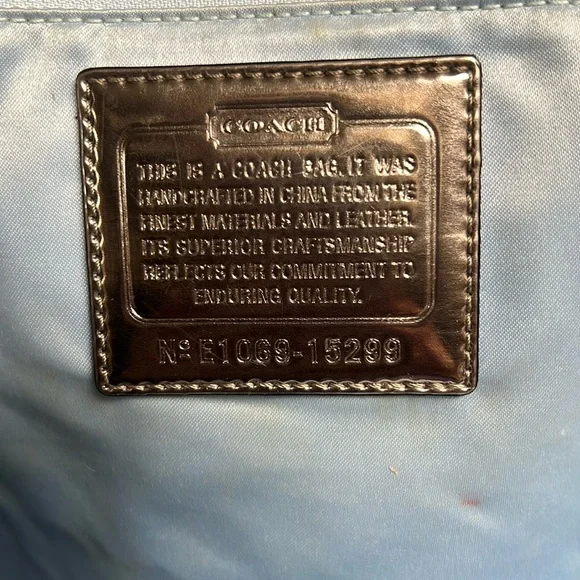 COACH
THIS IS A COACH BAG. IT WAS
HANDCRAFTED IN CHINA FROM THE
FINEST MATERIALS AND LEATHER.
ITS SUPERIOR CRAFTSMANSHIP
REFLECTS OUR COMMITMENT TO
ENDURING QUALITY.
Nº E1069-15299